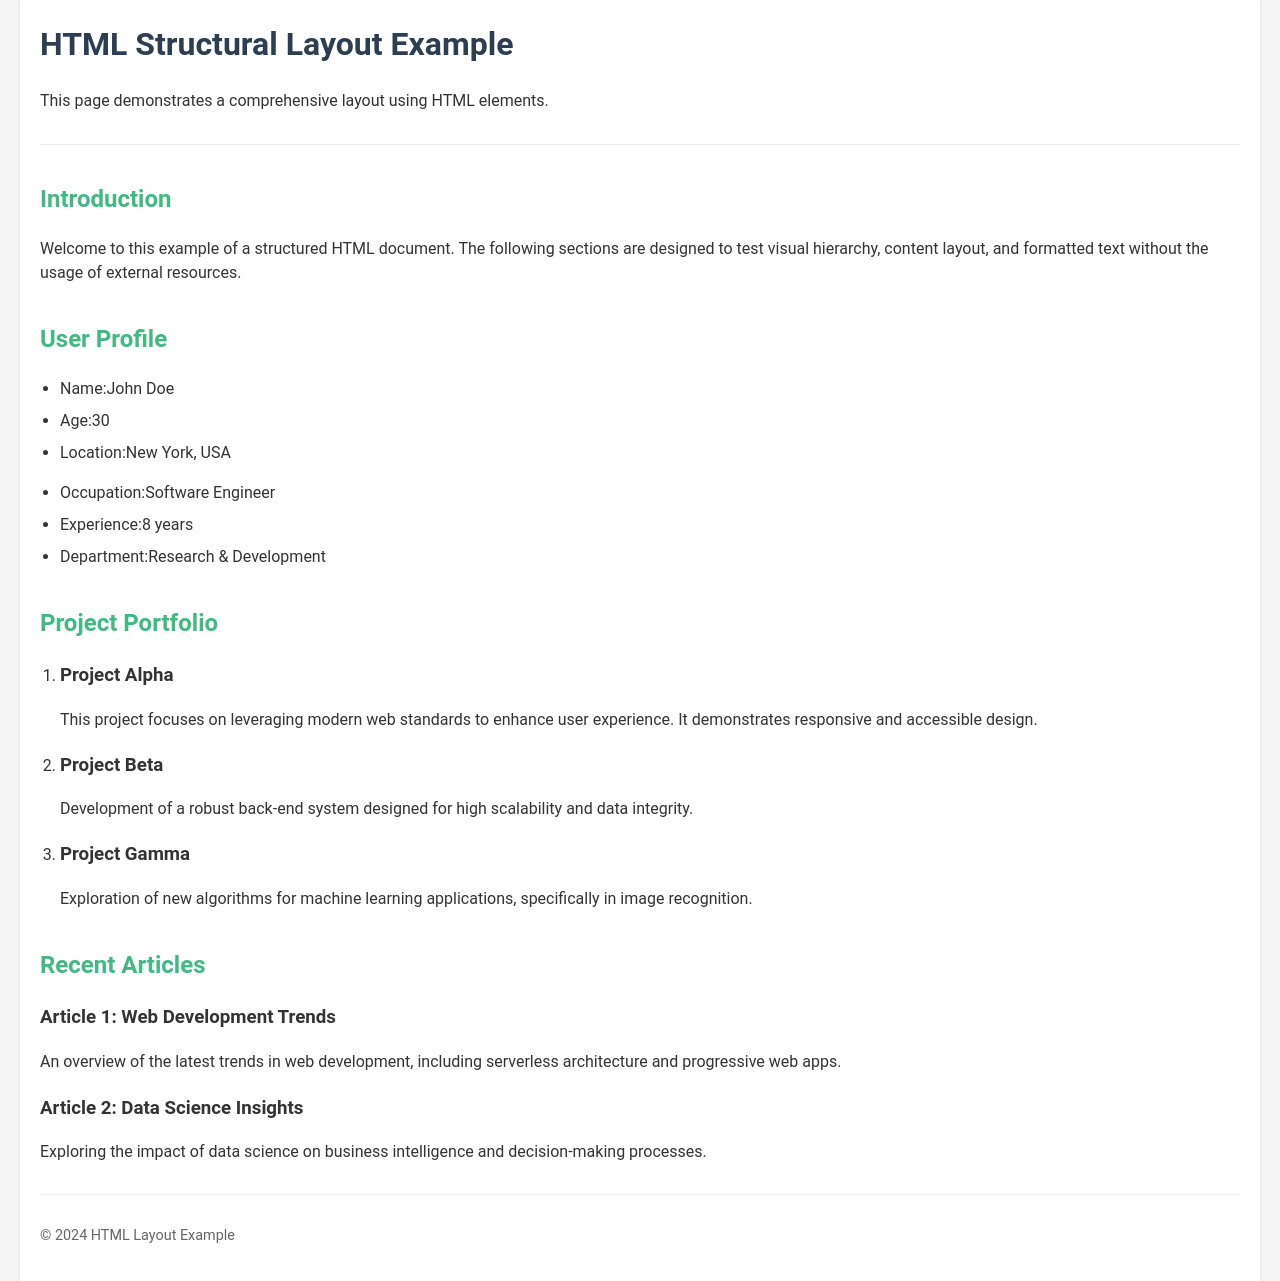 HTML Structural Layout Example
This page demonstrates a comprehensive layout using HTML elements.
Introduction
Welcome to this example of a structured HTML document. The following sections are designed to test visual hierarchy, content layout, and formatted text without the
usage of external resources.
User Profile
• Name:John Doe
• Age:30
• Location:New York, USA
• Occupation:Software Engineer
• Experience:8 years
• Department:Research & Development
Project Portfolio
1. Project Alpha
This project focuses on leveraging modern web standards to enhance user experience. It demonstrates responsive and accessible design.
2. Project Beta
Development of a robust back-end system designed for high scalability and data integrity.
3. Project Gamma
Exploration of new algorithms for machine learning applications, specifically in image recognition.
Recent Articles
Article 1: Web Development Trends
An overview of the latest trends in web development, including serverless architecture and progressive web apps.
Article 2: Data Science Insights
Exploring the impact of data science on business intelligence and decision-making processes.
© 2024 HTML Layout Example